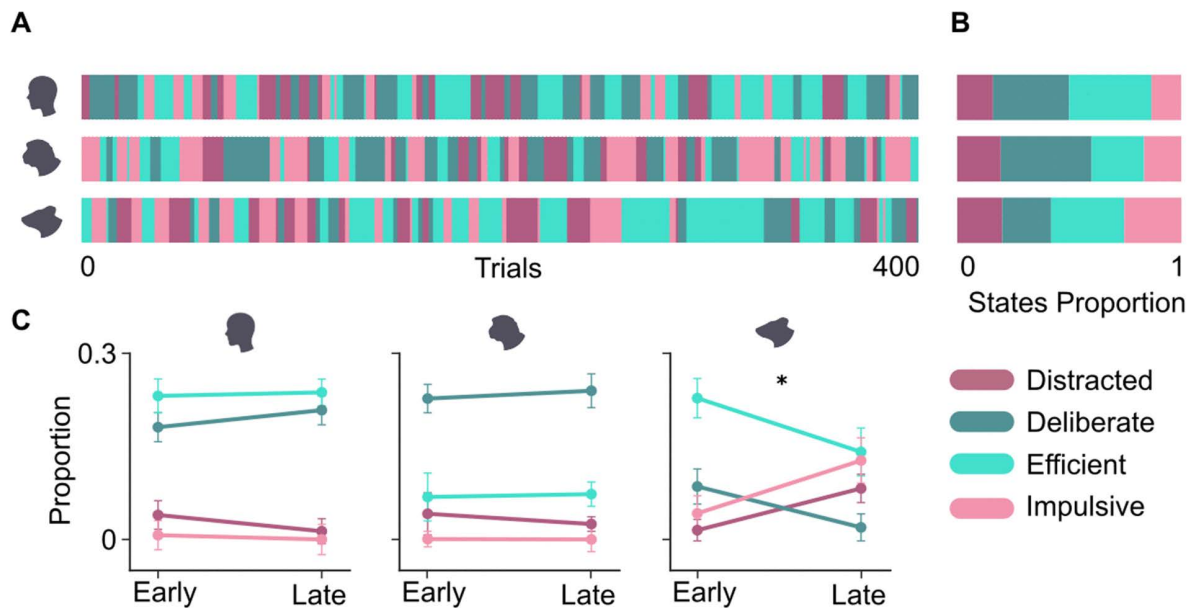 A
B
0
Trials
400
0
1
States Proportion
C
0.3
0
Proportion
Early
Late
Early
Late
*
Early
Late
Distracted
Deliberate
Efficient
Impulsive